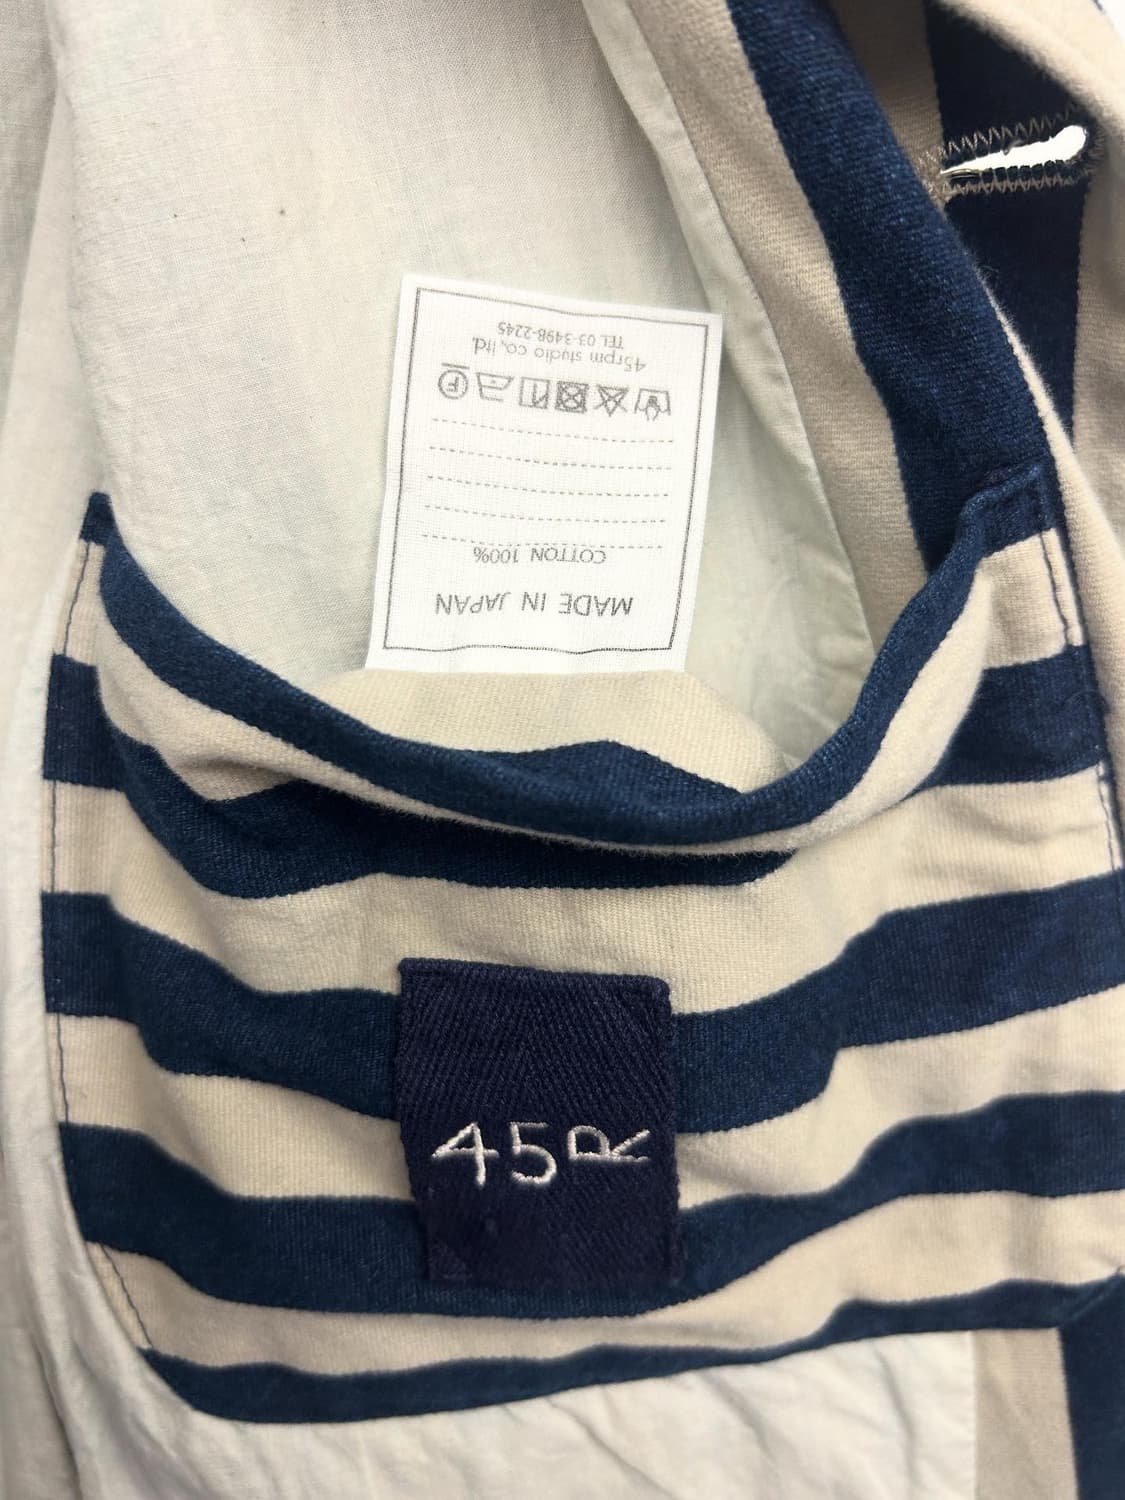 MADE IN JAPAN
COTTON 100%
F
45rpm studio co.,ltd.
TEL 03-3498-2245
45R